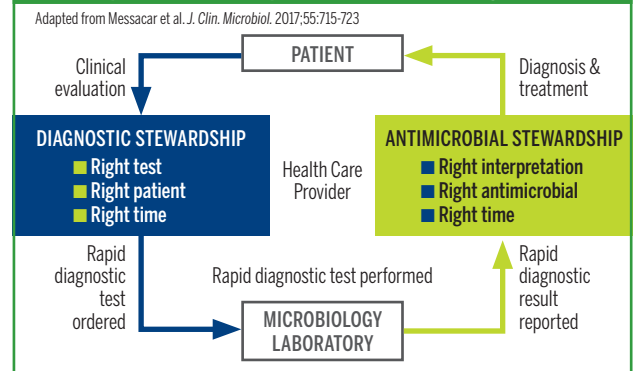 Adapted from Messacar et al. J. Clin. Microbiol. 2017;55:715-723
PATIENT
Clinical
evaluation
Diagnosis &
treatment
DIAGNOSTIC STEWARDSHIP
Right test
Right patient
Right time
Health Care
Provider
ANTIMICROBIAL STEWARDSHIP
Right interpretation
Right antimicrobial
Right time
Rapid
diagnostic
test
ordered
Rapid diagnostic test performed
MICROBIOLOGY
LABORATORY
Rapid
diagnostic
result
reported